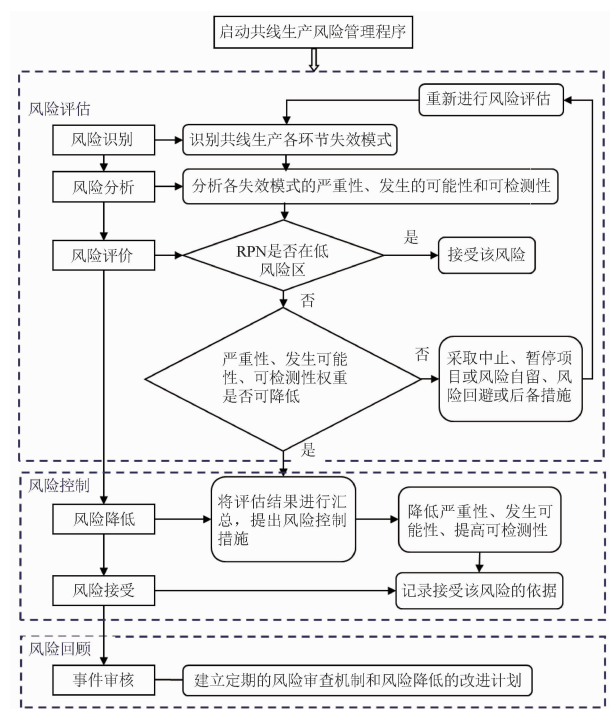 启动共线生产风险管理程序
风险评估
重新进行风险评估
风险识别
识别共线生产各环节失效模式
风险分析
分析各失效模式的严重性、发生的可能性和可检测性
风险评价
RPN是否在低
风险区
是
接受该风险
否
严重性、发生可能
性、可检测性权重
是否可降低
否
采取中止、暂停项
目或风险自留、风
险回避或后备措施
是
风险控制
风险降低
将评估结果进行汇
总，提出风险控制
措施
降低严重性、发生可
能性、提高可检测性
风险接受
记录接受该风险的依据
风险回顾
事件审核
建立定期的风险审查机制和风险降低的改进计划